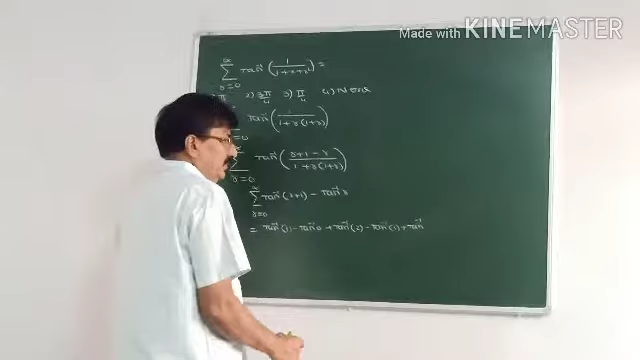 Made with KINEMASTER
∑ r=0 ∝ Tan⁻¹(1/(1+r+r²)) =
π 2) 3π/4 3) π/4 4) None
=0 Tan⁻¹(1/(1+r(1+r)))
∑ r=0 Tan⁻¹((r+1-r)/(1+r(1+r)))
∑ r=0 ∝ Tan⁻¹(r+1) - Tan⁻¹ r
= Tan⁻¹(1) - Tan⁻¹ 0 + Tan⁻¹(2) - Tan⁻¹(1) + Tan⁻¹